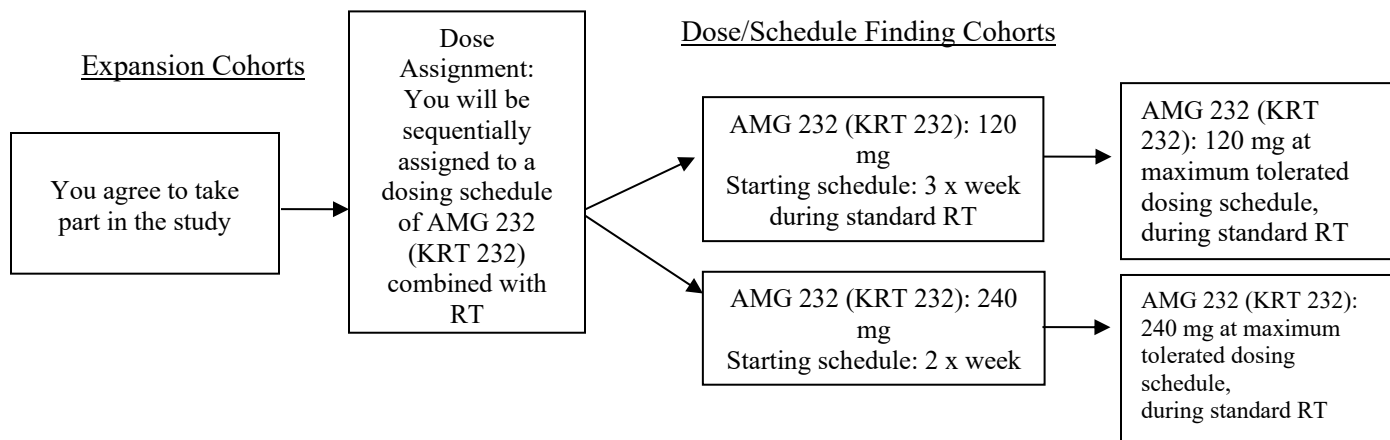 Expansion Cohorts
Dose/Schedule Finding Cohorts
You agree to take
part in the study
Dose
Assignment:
You will be
sequentially
assigned to a
dosing schedule
of AMG 232
(KRT 232)
combined with
RT
AMG 232 (KRT 232): 120
mg
Starting schedule: 3 x week
during standard RT
AMG 232 (KRT
232): 120 mg at
maximum tolerated
dosing schedule,
during standard RT
AMG 232 (KRT 232): 240
mg
Starting schedule: 2 x week
AMG 232 (KRT 232):
240 mg at maximum
tolerated dosing
schedule,
during standard RT